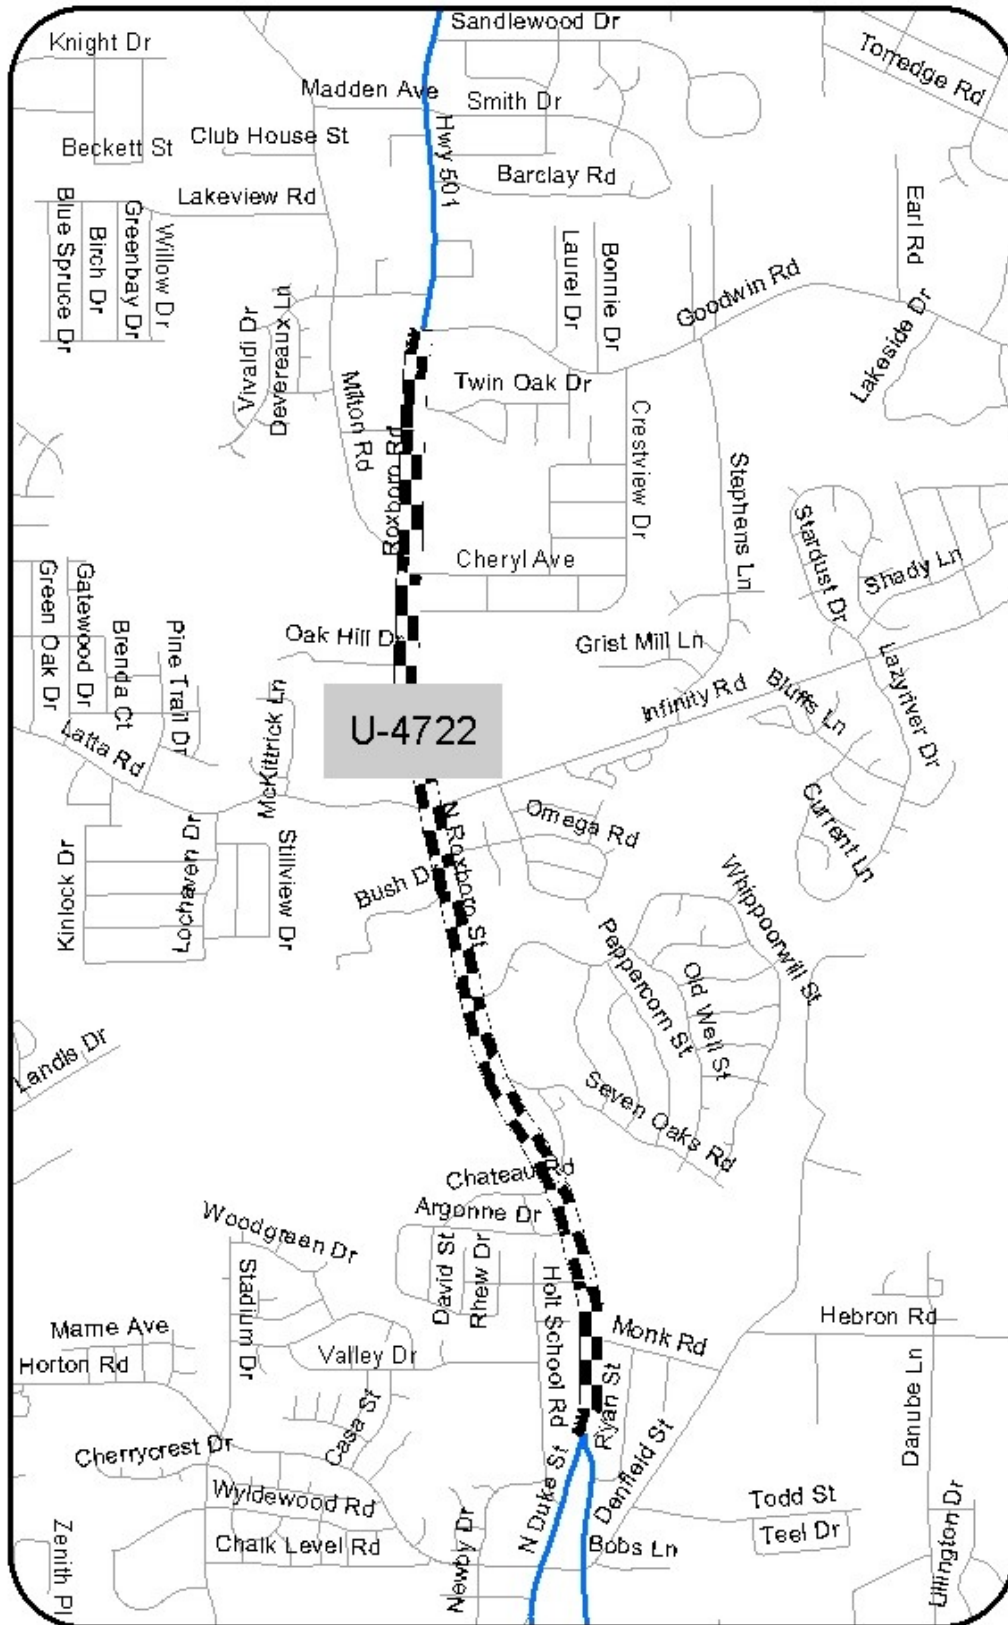 Sandlewood Dr
Knight Dr
Torredge Rd
Madden Ave
Smith Dr
Club House St
Beckett St
Hwy 501
Barclay Rd
Lakeview Rd
Blue Spruce Dr
Birch Dr
Greenbay Dr
Willow Dr
Earl Rd
Laurel Dr
Bonnie Dr
Goodwin Rd
Lakeside Dr
Vivaldi Dr
Devereaux Ln
Milton Rd
Twin Oak Dr
Roxboro Rd
Crestview Dr
Stephens Ln
Stardust Dr
Shady Ln
Cheryl Ave
Green Oak Dr
Gatewood Dr
Brenda Ct
Pine Trail Dr
Oak Hill Dr
Grist Mill Ln
Infinity Rd
Bluffs Ln
Lazyriver Dr
McKittrick Ln
U-4722
Latta Rd
Current Ln
Omega Rd
N Roxboro St
Bush Dr
Kinlock Dr
Lochaven Dr
Stillview Dr
Whippoorwill St
Peppercorn St
Old Well St
Landis Dr
Seven Oaks Rd
Chateau Rd
Argonne Dr
Woodgreen Dr
David St
Rhew Dr
Stadium Dr
Holt School Rd
Monk Rd
Hebron Rd
Mame Ave
Horton Rd
Valley Dr
Ryan St
Danube Ln
Casa St
Cherrycrest Dr
Denfield St
N Duke St
Wyldewood Rd
Todd St
Teel Dr
Ullington Dr
Chalk Level Rd
Newby Dr
Bobs Ln
Zenith Pl